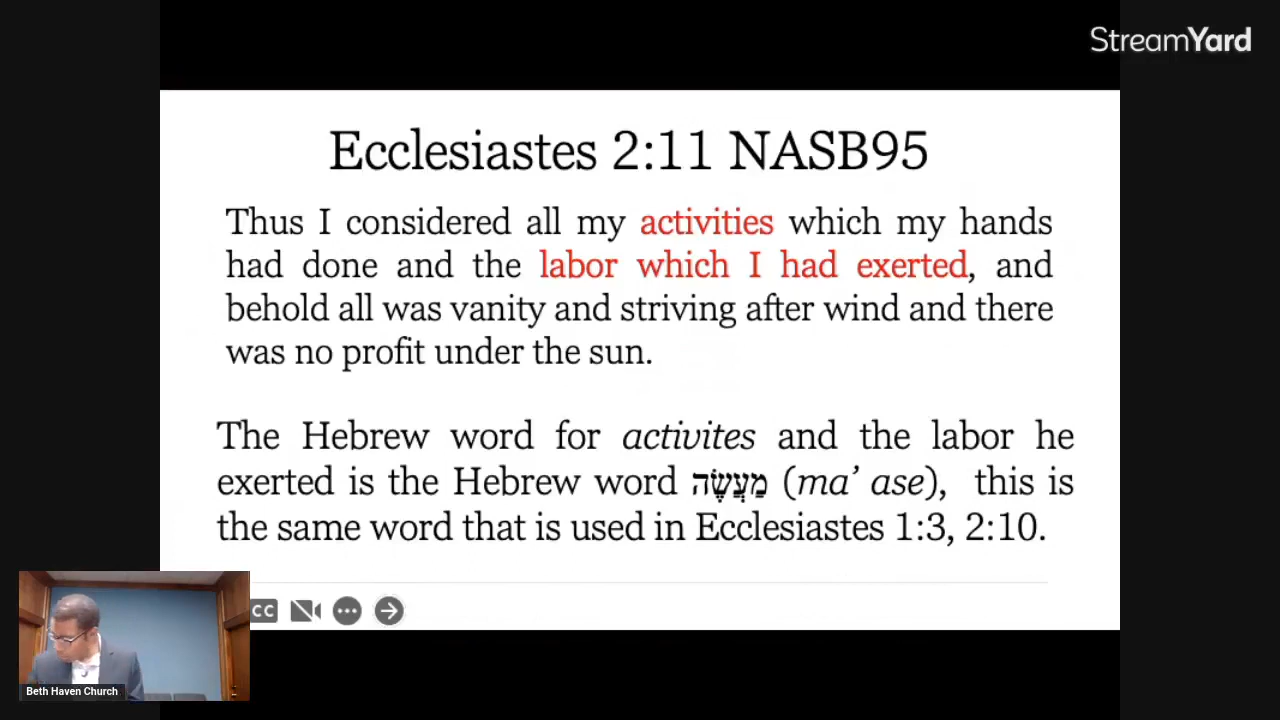 StreamYard
Ecclesiastes 2:11 NASB95
Thus I considered all my activities which my hands
had done and the labor which I had exerted, and
behold all was vanity and striving after wind and there
was no profit under the sun.
The Hebrew word for activites and the labor he
exerted is the Hebrew word מַעֲשֶׂה (ma' ase), this is
the same word that is used in Ecclesiastes 1:3, 2:10.
CC
Beth Haven Church